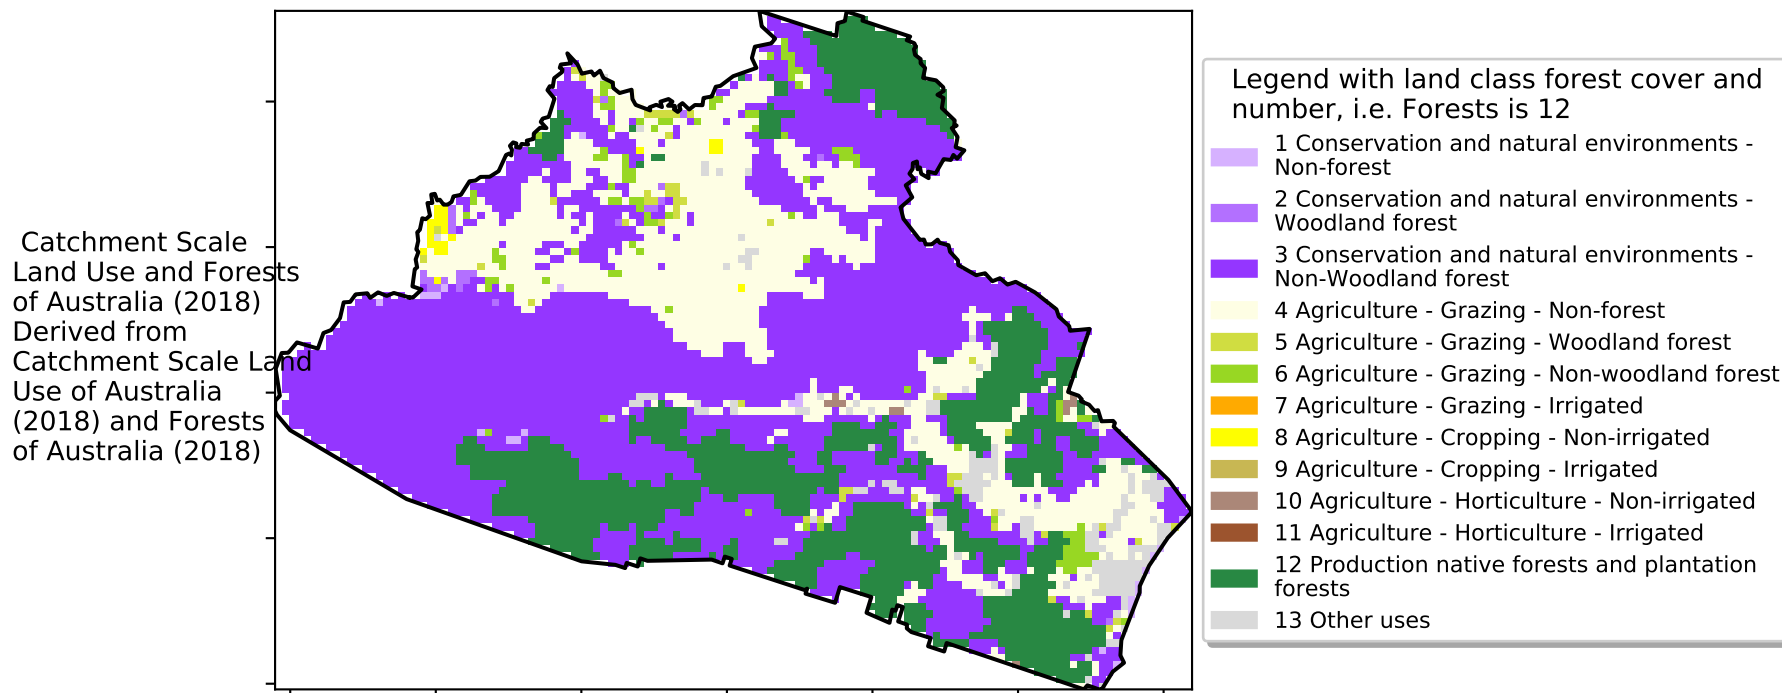 Catchment Scale
Land Use and Forests
of Australia (2018)
Derived from
Catchment Scale Land
Use of Australia
(2018) and Forests
of Australia (2018)
Legend with land class forest cover and
number, i.e. Forests is 12
1 Conservation and natural environments -
Non-forest
2 Conservation and natural environments -
Woodland forest
3 Conservation and natural environments -
Non-Woodland forest
4 Agriculture - Grazing - Non-forest
5 Agriculture - Grazing - Woodland forest
6 Agriculture - Grazing - Non-woodland forest
7 Agriculture - Grazing - Irrigated
8 Agriculture - Cropping - Non-irrigated
9 Agriculture - Cropping - Irrigated
10 Agriculture - Horticulture - Non-irrigated
11 Agriculture - Horticulture - Irrigated
12 Production native forests and plantation
forests
13 Other uses